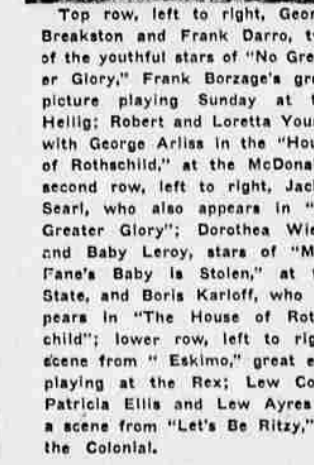 Top row, left to right, Geor
Breakston and Frank Darro, t
of the youthful stars of "No Gre
er Glory," Frank Borzage's gr
picture playing Sunday at t
Heilig; Robert and Loretta You
with George Arliss in the "Hou
of Rothschild," at the McDona
second row, left to right, Jack
Searl, who also appears in "
Greater Glory"; Dorothea Wie
and Baby Leroy, stars of "M
Fane's Baby is Stolen," at t
State, and Boris Karloff, who
pears in "The House of Rot
child"; lower row, left to rig
scene from " Eskimo," great e
playing at the Rex; Lew Co
Patricia Ellis and Lew Ayres
a scene from "Let's Be Ritzy,"
the Colonial.